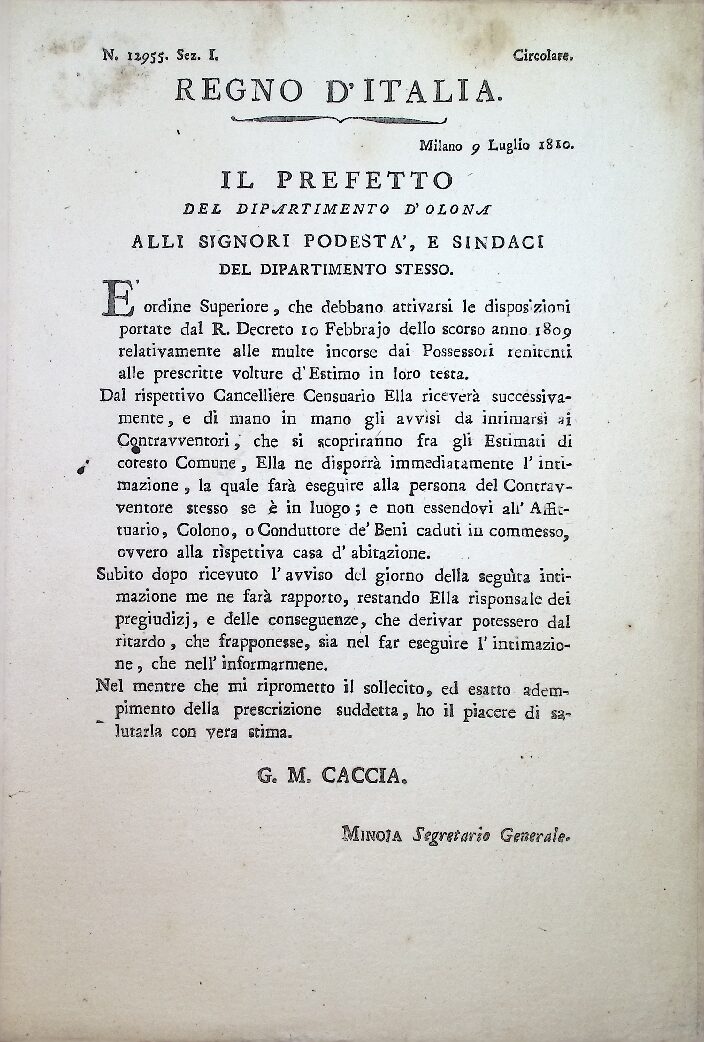 N. 12955. Sez. I. Circolare.
REGNO D'ITALIA.
Milano 9 Luglio 1810.
IL PREFETTO
DEL DIPARTIMENTO D'OLONA
ALLI SIGNORI PODESTA', E SINDACI
DEL DIPARTIMENTO STESSO.
E' ordine Superiore, che debbano attivarsi le disposizioni
portate dal R. Decreto 10 Febbrajo dello scorso anno 1809
relativamente alle multe incorse dai Possessori renitenti
alle prescritte volture d'Estimo in loro testa.
Dal rispettivo Cancelliere Censuario Ella riceverà successiva-
mente, e di mano in mano gli avvisi da intimarsi ai
Contravventori, che si scopriranno fra gli Estimati di
cotesto Comune, Ella ne disporrà immediatamente l'inti-
mazione, la quale farà eseguire alla persona del Contrav-
ventore stesso se è in luogo; e non essendovi all' Affit-
tuario, Colono, o Conduttore de' Beni caduti in commesso,
ovvero alla rispettiva casa d'abitazione.
Subito dopo ricevuto l'avviso del giorno della seguìta inti-
mazione me ne farà rapporto, restando Ella risponsale dei
pregiudizj, e delle conseguenze, che derivar potessero dal
ritardo, che frapponesse, sia nel far eseguire l'intimazio-
ne, che nell' informarmene.
Nel mentre che mi riprometto il sollecito, ed esatto adem-
pimento della prescrizione suddetta, ho il piacere di sa-
lutarla con vera stima.
G. M. CACCIA.
MINOJA Segretario Generale.